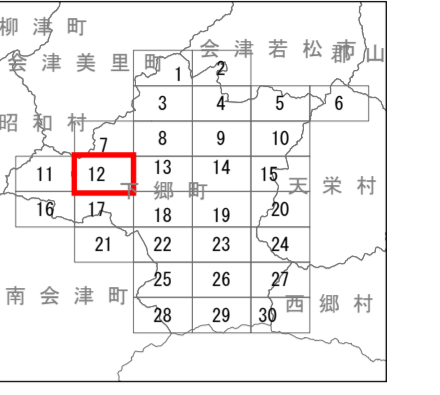 柳津町
会津美里町
会津若松市
郡山
1 2
3 4 5 6
昭和村
7 8 9 10
11 12 13 14 15
下郷町
天栄村
16 17 18 19 20
21 22 23 24
南会津町
25 26 27
西郷村
28 29 30